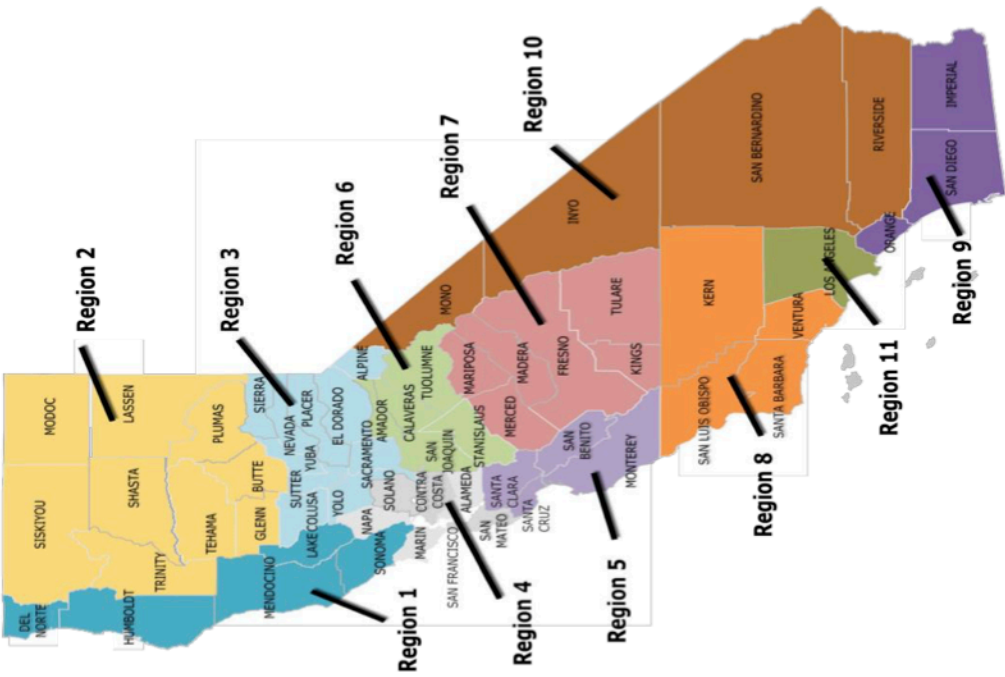 DEL
NORTE
SISKIYOU
MODOC
HUMBOLDT
TRINITY
SHASTA
LASSEN
Region 2
TEHAMA
PLUMAS
MENDOCINO
GLENN
BUTTE
SIERRA
Region 3
LAKE
COLUSA
SUTTER
YUBA
NEVADA
PLACER
Region 1
SONOMA
NAPA
YOLO
EL DORADO
SACRAMENTO
AMADOR
ALPINE
Region 6
MARIN
SOLANO
CONTRA
COSTA
SAN
JOAQUIN
CALAVERAS
TUOLUMNE
MONO
SAN FRANCISCO
ALAMEDA
Region 4
SAN
MATEO
SANTA
CLARA
STANISLAUS
MARIPOSA
Region 7
SANTA
CRUZ
MERCED
MADERA
Region 10
SAN
BENITO
FRESNO
INYO
Region 5
MONTEREY
KINGS
TULARE
SAN LUIS OBISPO
KERN
SAN BERNARDINO
Region 8
SANTA BARBARA
VENTURA
LOS ANGELES
Region 11
ORANGE
RIVERSIDE
Region 9
SAN DIEGO
IMPERIAL